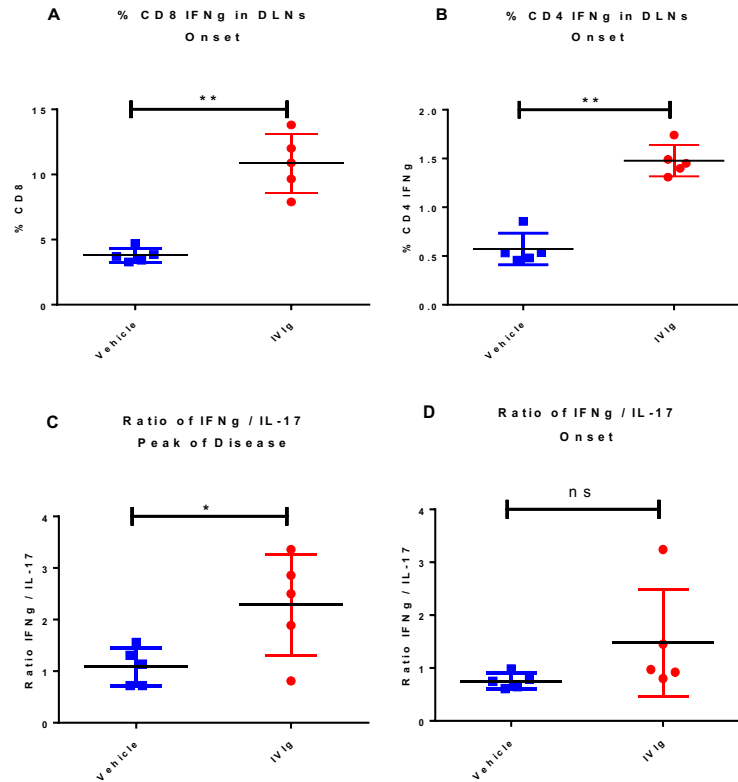 A
% CD8 IFNg in DLNs
Onset
**
15
10
5
0
% CD8
Vehicle
IVIg
B
% CD4 IFNg in DLNs
Onset
**
2.0
1.5
1.0
0.5
0.0
% CD4 IFNg
Vehicle
IVIg
C
Ratio of IFNg / IL-17
Peak of Disease
*
4
3
2
1
0
Ratio IFNg / IL-17
Vehicle
IVIg
D
Ratio of IFNg / IL-17
Onset
ns
4
3
2
1
0
Ratio IFNg / IL-17
Vehicle
IVIg